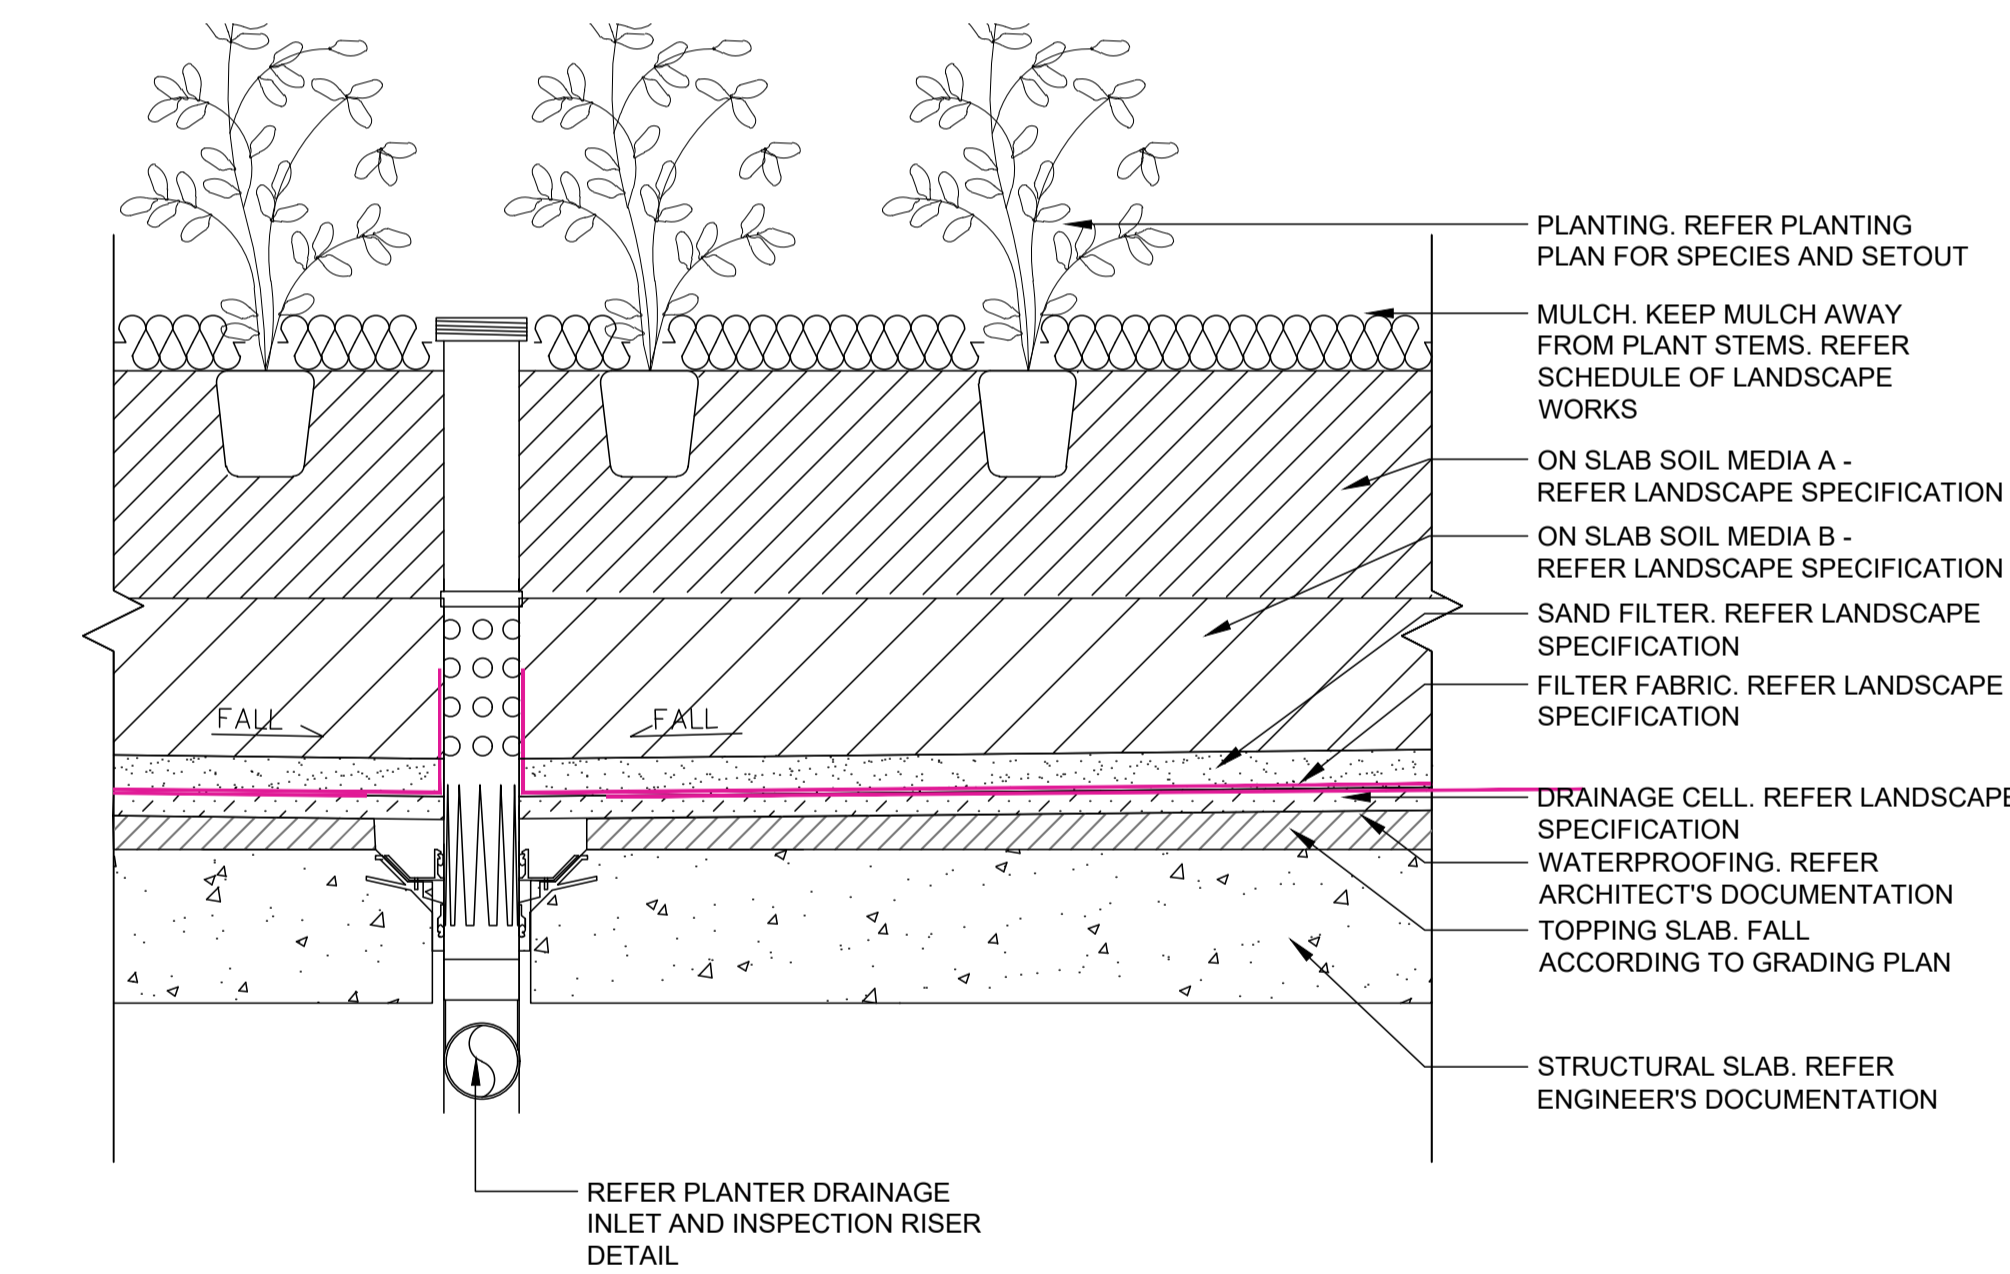 PLANTING. REFER PLANTING
PLAN FOR SPECIES AND SETOUT
MULCH. KEEP MULCH AWAY
FROM PLANT STEMS. REFER
SCHEDULE OF LANDSCAPE
WORKS
ON SLAB SOIL MEDIA A -
REFER LANDSCAPE SPECIFICATION
ON SLAB SOIL MEDIA B -
REFER LANDSCAPE SPECIFICATION
SAND FILTER. REFER LANDSCAPE
SPECIFICATION
FILTER FABRIC. REFER LANDSCAPE
SPECIFICATION
FALL
FALL
DRAINAGE CELL. REFER LANDSCAPE
SPECIFICATION
WATERPROOFING. REFER
ARCHITECT'S DOCUMENTATION
TOPPING SLAB. FALL
ACCORDING TO GRADING PLAN
STRUCTURAL SLAB. REFER
ENGINEER'S DOCUMENTATION
REFER PLANTER DRAINAGE
INLET AND INSPECTION RISER
DETAIL